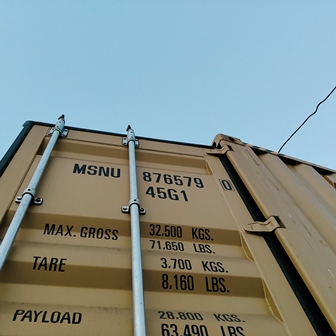 MSNU 876579 0
45G1
MAX. GROSS 32,500 KGS.
71,650 LBS.
TARE 3,700 KGS.
8,160 LBS.
PAYLOAD 28,800 KGS.
63,490 LBS.